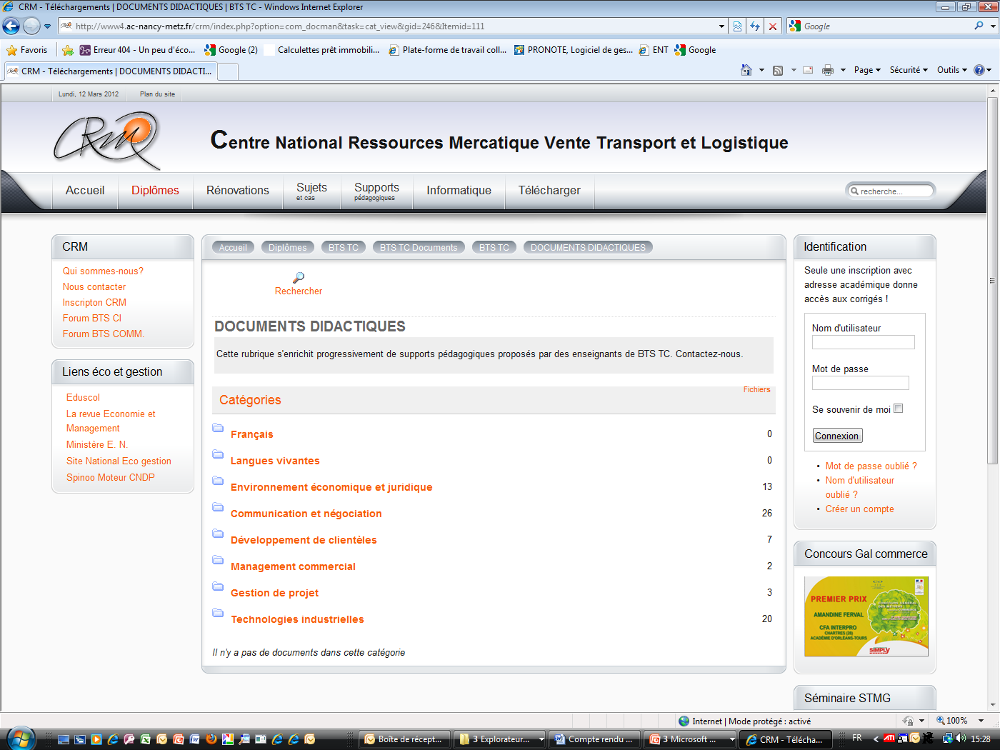 CRM - Téléchargements | DOCUMENTS DIDACTIQUES | BTS TC - Windows Internet Explorer
http://www4.ac-nancy-metz.fr/crm/index.php?option=com_docman&task=cat_view&gid=246&Itemid=111
Google
Favoris
Erreur 404 - Un peu d'éco...
Google (2)
Calculettes prêt immobili...
Plate-forme de travail coll...
PRONOTE, Logiciel de ges...
ENT
Google
CRM - Téléchargements | DOCUMENTS DIDACTI...
Page
Sécurité
Outils
Lundi, 12 Mars 2012
Plan du site
CRM
Centre National Ressources Mercatique Vente Transport et Logistique
Accueil
Diplômes
Rénovations
Sujets
et cas
Supports
pédagogiques
Informatique
Télécharger
recherche...
CRM
Qui sommes-nous?
Nous contacter
Inscripton CRM
Forum BTS CI
Forum BTS COMM.
Liens éco et gestion
Eduscol
La revue Economie et
Management
Ministère E. N.
Site National Eco gestion
Spinoo Moteur CNDP
Accueil
Diplômes
BTS TC
BTS TC Documents
BTS TC
DOCUMENTS DIDACTIQUES
Rechercher
DOCUMENTS DIDACTIQUES
Cette rubrique s'enrichit progressivement de supports pédagogiques proposés par des enseignants de BTS TC. Contactez-nous.
Catégories
Fichiers
Français 0
Langues vivantes 0
Environnement économique et juridique 13
Communication et négociation 26
Développement de clientèles 7
Management commercial 2
Gestion de projet 3
Technologies industrielles 20
Il n'y a pas de documents dans cette catégorie
Identification
Seule une inscription avec
adresse académique donne
accès aux corrigés !
Nom d'utilisateur
Mot de passe
Se souvenir de moi
Connexion
• Mot de passe oublié ?
• Nom d'utilisateur
oublié ?
• Créer un compte
Concours Gal commerce
PREMIER PRIX
AMANDINE FERVAL
CFA INTERPRO
CHARTRES (28)
ACADÉMIE D'ORLÉANS-TOURS
SIMPLY
Séminaire STMG
Internet | Mode protégé : activé
100%
Boîte de récept...
3 Explorateur...
Compte rendu ...
3 Microsoft ...
CRM - Télécha...
FR
15:28